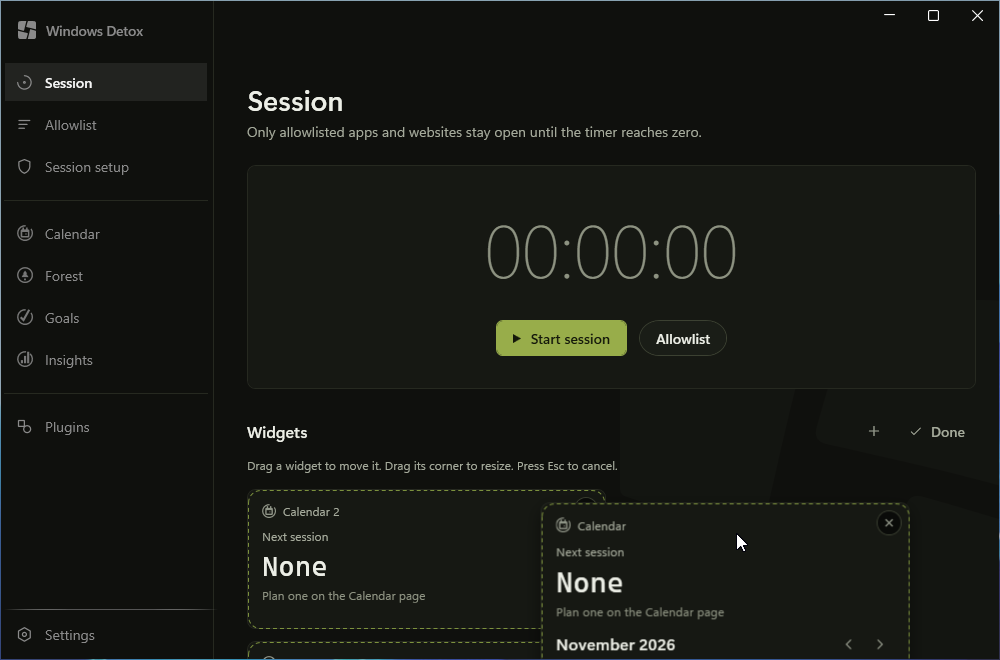 Windows Detox
Session
Allowlist
Session setup
Calendar
Forest
Goals
Insights
Plugins
Settings
Session
Only allowlisted apps and websites stay open until the timer reaches zero.
00:00:00
Start session
Allowlist
Widgets
Done
Drag a widget to move it. Drag its corner to resize. Press Esc to cancel.
Calendar 2
Next session
None
Plan one on the Calendar page
Calendar
Next session
None
Plan one on the Calendar page
November 2026